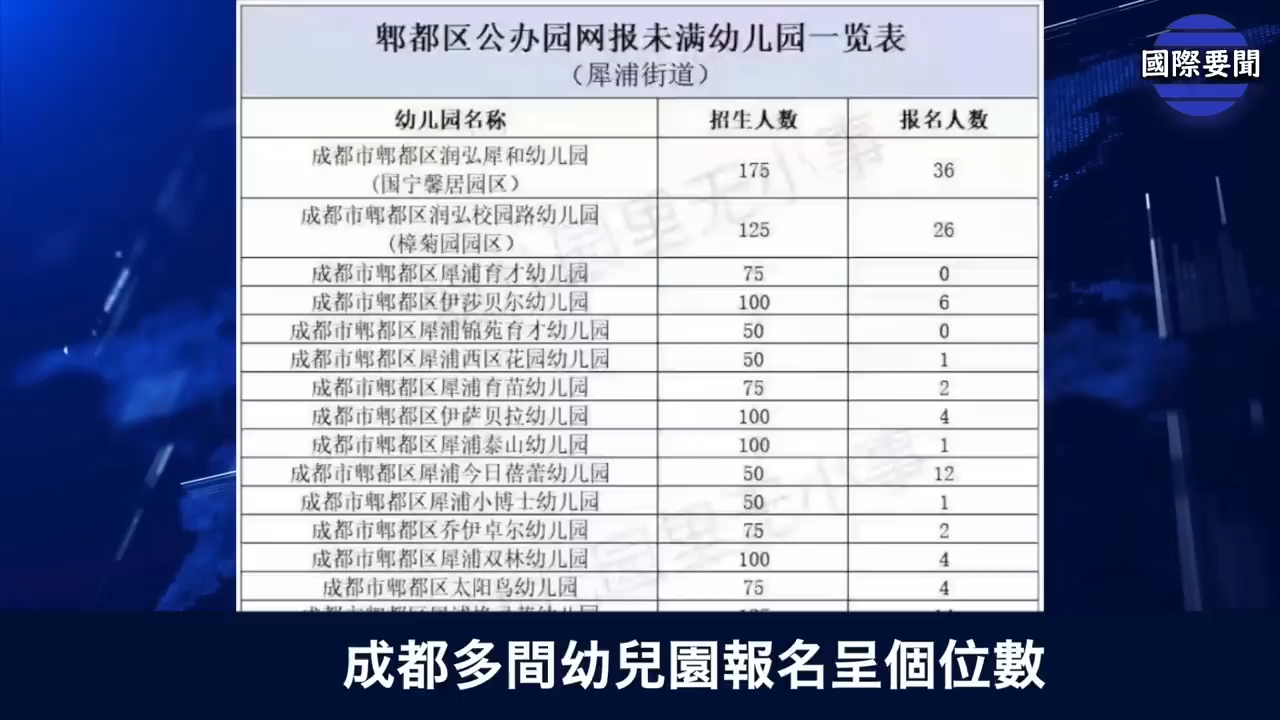 郫都区公办园网报未满幼儿园一览表
（犀浦街道）
國際要聞
幼儿园名称 招生人数 报名人数
成都市郫都区润弘犀和幼儿园
(国宁馨居园区） 175 36
成都市郫都区润弘校园路幼儿园
(樟菊园园区） 125 26
成都市郫都区犀浦育才幼儿园 75 0
成都市郫都区伊莎贝尔幼儿园 100 6
成都市郫都区犀浦锦苑育才幼儿园 50 0
成都市郫都区犀浦西区花园幼儿园 50 1
成都市郫都区犀浦育苗幼儿园 75 2
成都市郫都区伊萨贝拉幼儿园 100 4
成都市郫都区犀浦泰山幼儿园 100 1
成都市郫都区犀浦今日蓓蕾幼儿园 50 12
成都市郫都区犀浦小博士幼儿园 50 1
成都市郫都区乔伊卓尔幼儿园 75 2
成都市郫都区犀浦双林幼儿园 100 4
成都市郫都区太阳鸟幼儿园 75 4
成都多間幼兒園報名呈個位數